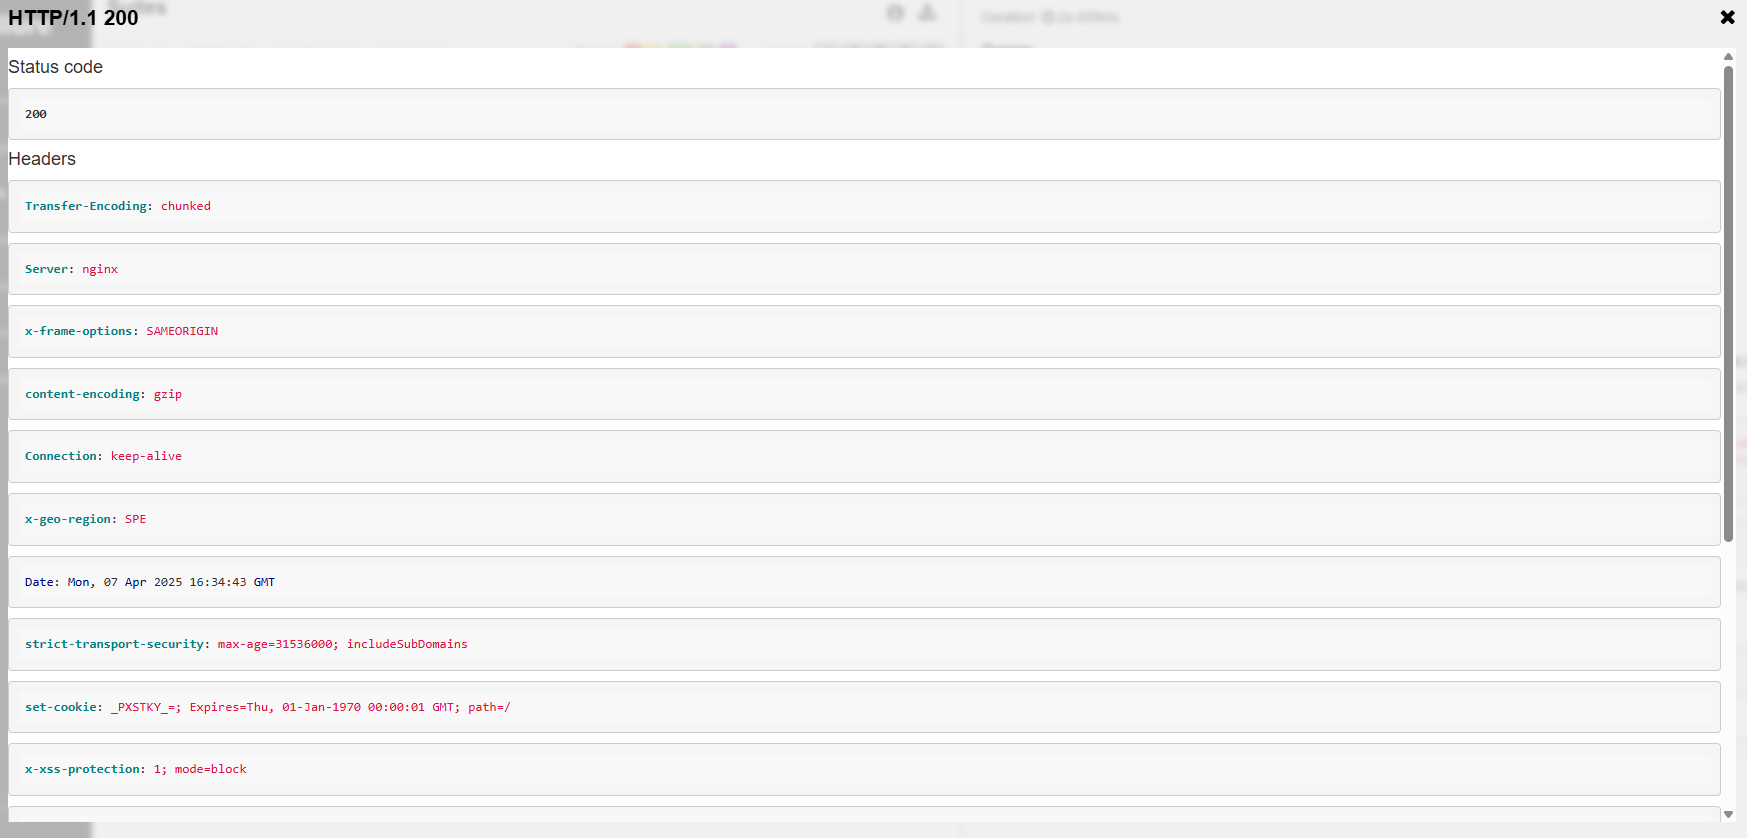 HTTP/1.1 200
Status code
200
Headers
Transfer-Encoding: chunked
Server: nginx
x-frame-options: SAMEORIGIN
content-encoding: gzip
Connection: keep-alive
x-geo-region: SPE
Date: Mon, 07 Apr 2025 16:34:43 GMT
strict-transport-security: max-age=31536000; includeSubDomains
set-cookie: _PXSTKY_=; Expires=Thu, 01-Jan-1970 00:00:01 GMT; path=/
x-xss-protection: 1; mode=block